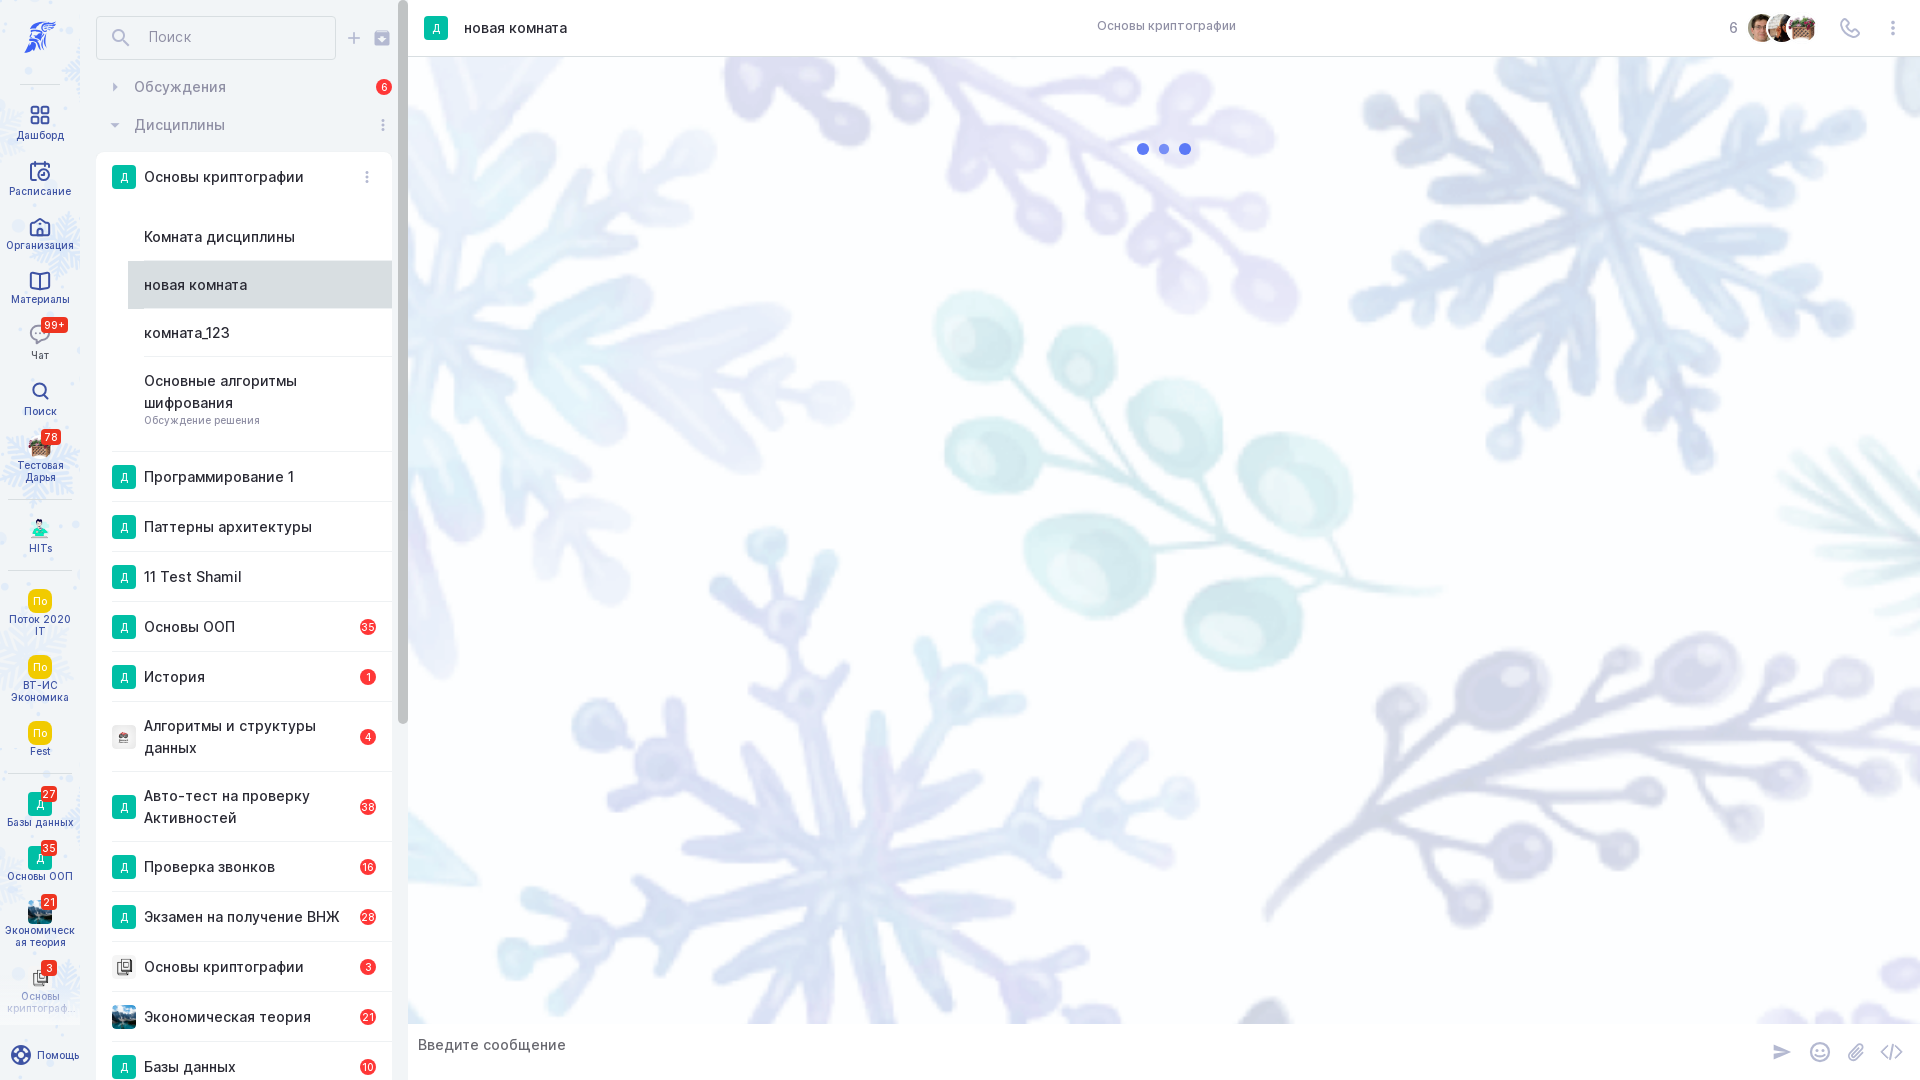 Дашборд
Расписание
Организация
Материалы
99+
Чат
Поиск
78
Тестовая
Дарья
HITs
По
Поток 2020
IT
По
ВТ-ИС
Экономика
По
Fest
27
Д
Базы данных
35
Д
Основы ООП
21
Экономическ
ая теория
3
Основы
криптограф...
Помощь
Поиск
Обсуждения
6
Дисциплины
Д
Основы криптографии
Комната дисциплины
новая комната
комната_123
Основные алгоритмы
шифрования
Обсуждение решения
Д
Программирование 1
Д
Паттерны архитектуры
Д
11 Test Shamil
Д
Основы ООП
35
Д
История
1
Алгоритмы и структуры
данных
4
Д
Авто-тест на проверку
Активностей
38
Д
Проверка звонков
16
Д
Экзамен на получение ВНЖ
28
Основы криптографии
3
Экономическая теория
21
Д
Базы данных
10
Д
новая комната
Основы криптографии
6
Введите сообщение